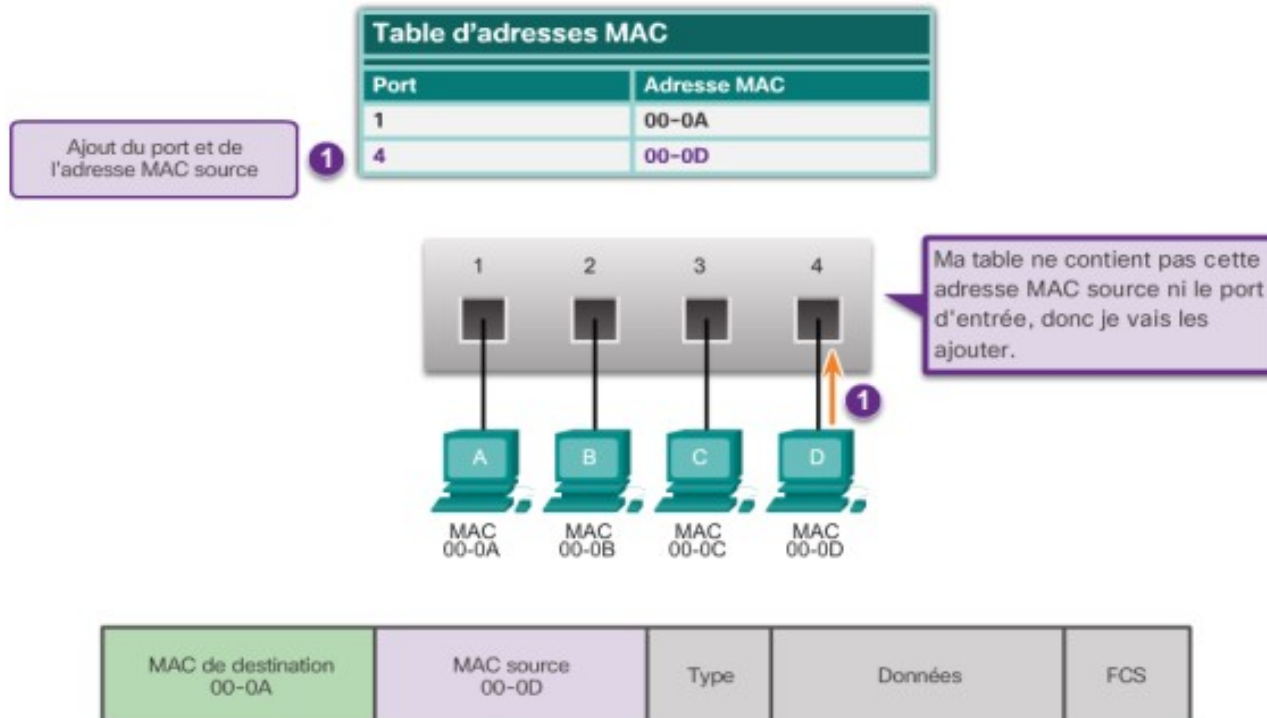 Table d'adresses MAC
Port Adresse MAC
1 00-0A
4 00-0D
Ajout du port et de
l'adresse MAC source
1
1 2 3 4
Ma table ne contient pas cette
adresse MAC source ni le port
d'entrée, donc je vais les
ajouter.
1
A B C D
MAC MAC MAC MAC
00-0A 00-0B 00-0C 00-0D
MAC de destination
00-0A
MAC source
00-0D
Type
Données
FCS